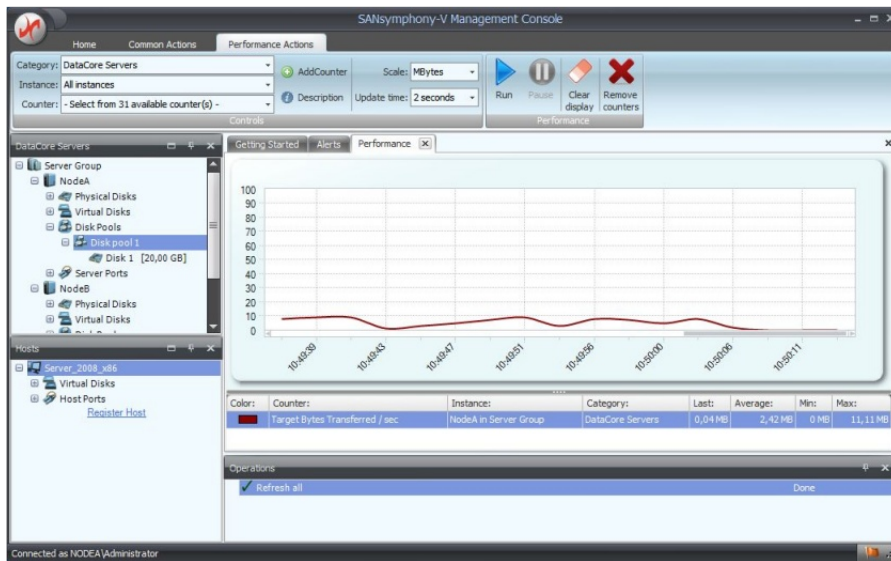 SANsymphony-V Management Console
Home Common Actions Performance Actions
Category: DataCore Servers
Instance: All instances
Counter: - Select from 31 available counter(s) -
AddCounter
Description
Scale: MBytes
Update time: 2 seconds
Controls
Run
Pause
Clear display
Remove counters
Performance
DataCore Servers
Server Group
NodeA
Physical Disks
Virtual Disks
Disk Pools
Disk pool 1
Disk 1 [20,00 GB]
Server Ports
NodeB
Physical Disks
Virtual Disks
Disk Pools
Hosts
Server_2008_x86
Virtual Disks
Host Ports
Register Host
Getting Started Alerts Performance
100
90
80
70
60
50
40
30
20
10
0
10:49:39 10:49:43 10:49:47 10:49:51 10:49:56 10:50:00 10:50:06 10:50:11
Color: Counter: Instance: Category: Last: Average: Min: Max:
Target Bytes Transferred / sec NodeA in Server Group DataCore Servers 0,04 MB 2,42 MB 0 MB 11,11 MB
Operations
Refresh all Done
Connected as NODEA\Administrator